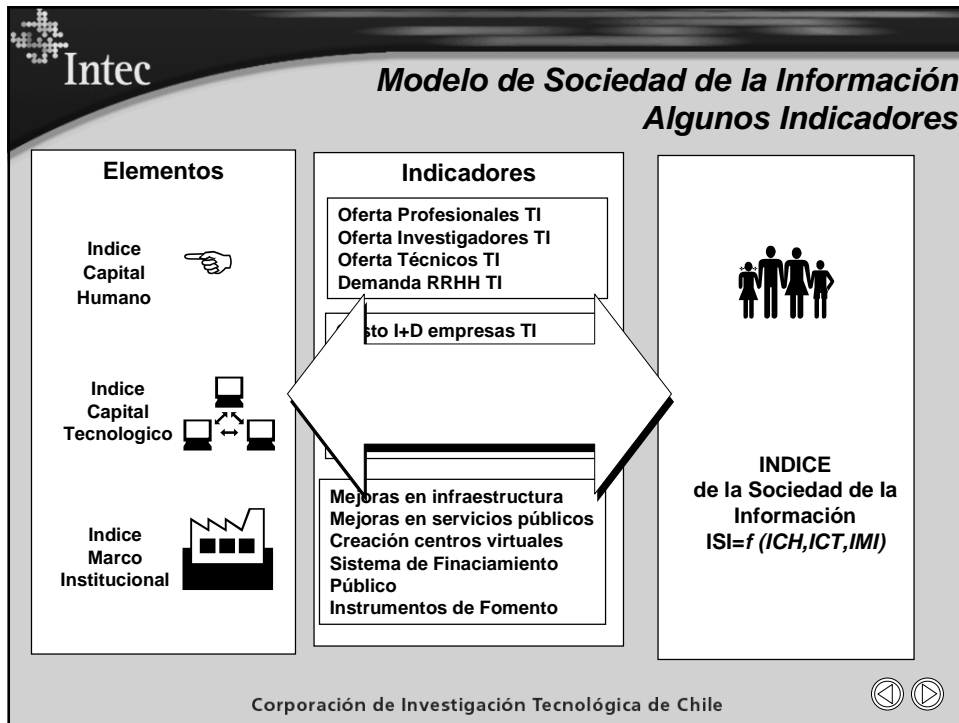 Intec
Modelo de Sociedad de la Información
Algunos Indicadores
Elementos
Indice
Capital
Humano
Indice
Capital
Tecnologico
Indice
Marco
Institucional
Indicadores
Oferta Profesionales TI
Oferta Investigadores TI
Oferta Técnicos TI
Demanda RRHH TI
I+D empresas TI
Mejoras en infraestructura
Mejoras en servicios públicos
Creación centros virtuales
Sistema de Finaciamiento
Público
Instrumentos de Fomento
INDICE
de la Sociedad de la
Información
ISI=f (ICH,ICT,IMI)
Corporación de Investigación Tecnológica de Chile